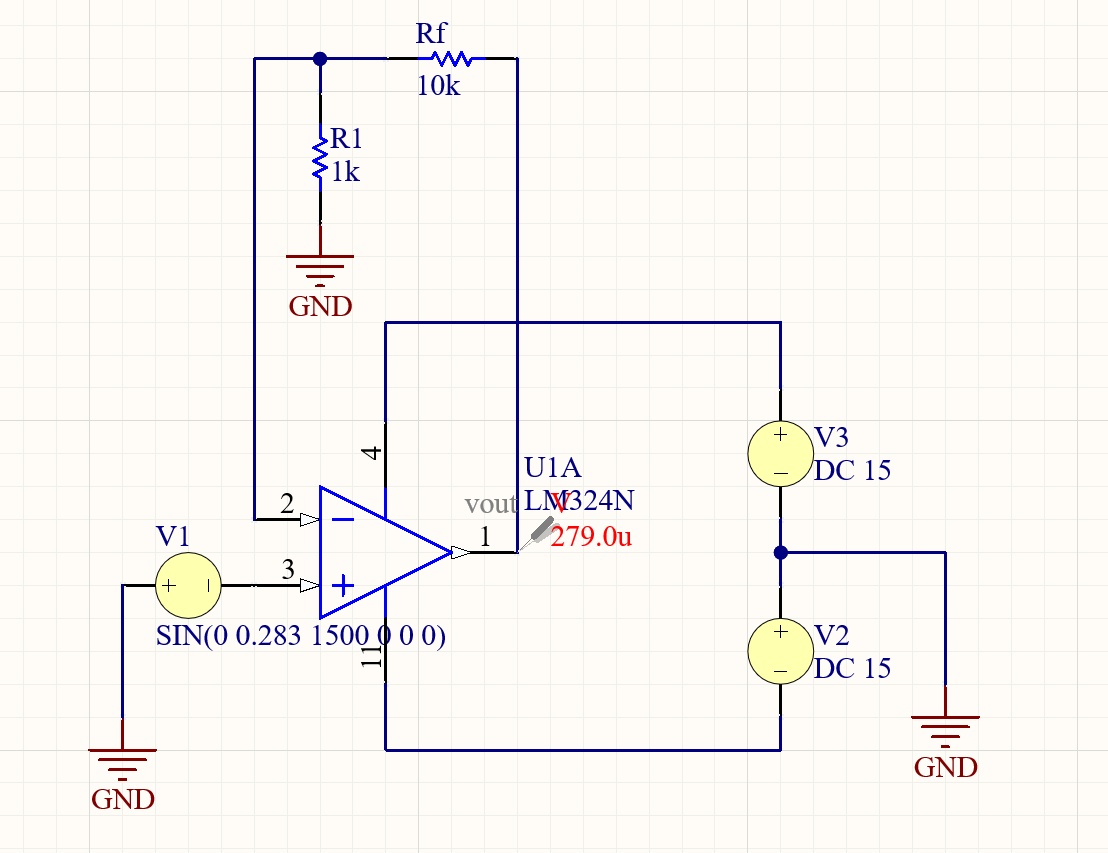 Rf
10k
R1
1k
GND
4
V3
DC 15
U1A
LM324N
vout
V
279.0u
2
1
V1
3
SIN(0 0.283 1500 0 0 0)
11
V2
DC 15
GND
GND